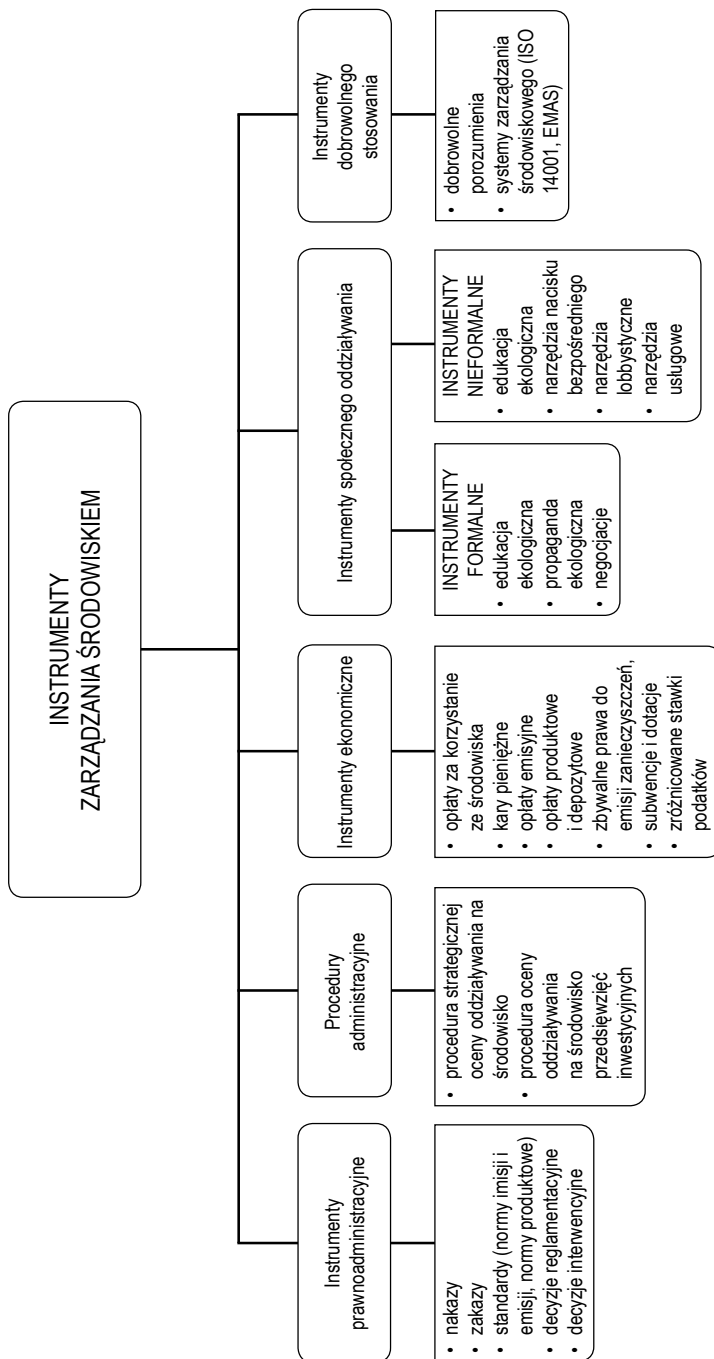 INSTRUMENTY
ZARZĄDZANIA ŚRODOWISKIEM
Instrumenty
prawnoadministracyjne
• nakazy
• zakazy
• standardy (normy imisji i
emisji, normy produktowe)
• decyzje reglamentacyjne
• decyzje interwencyjne
Procedury
administracyjne
• procedura strategicznej
oceny oddziaływania na
środowisko
• procedura oceny
oddziaływania
na środowisko
przedsięwzięć
inwestycyjnych
Instrumenty ekonomiczne
• opłaty za korzystanie
ze środowiska
• kary pieniężne
• opłaty emisyjne
• opłaty produktowe
i depozytowe
• zbywalne prawa do
emisji zanieczyszczeń,
• subwencje i dotacje
• zróżnicowane stawki
podatków
Instrumenty społecznego oddziaływania
INSTRUMENTY
FORMALNE
• edukacja
ekologiczna
• propaganda
ekologiczna
• negocjacje
INSTRUMENTY
NIEFORMALNE
• edukacja
ekologiczna
• narzędzia nacisku
bezpośredniego
• narzędzia
lobbystyczne
• narzędzia
usługowe
Instrumenty
dobrowolnego
stosowania
• dobrowolne
porozumienia
• systemy zarządzania
środowiskowego (ISO
14001, EMAS)